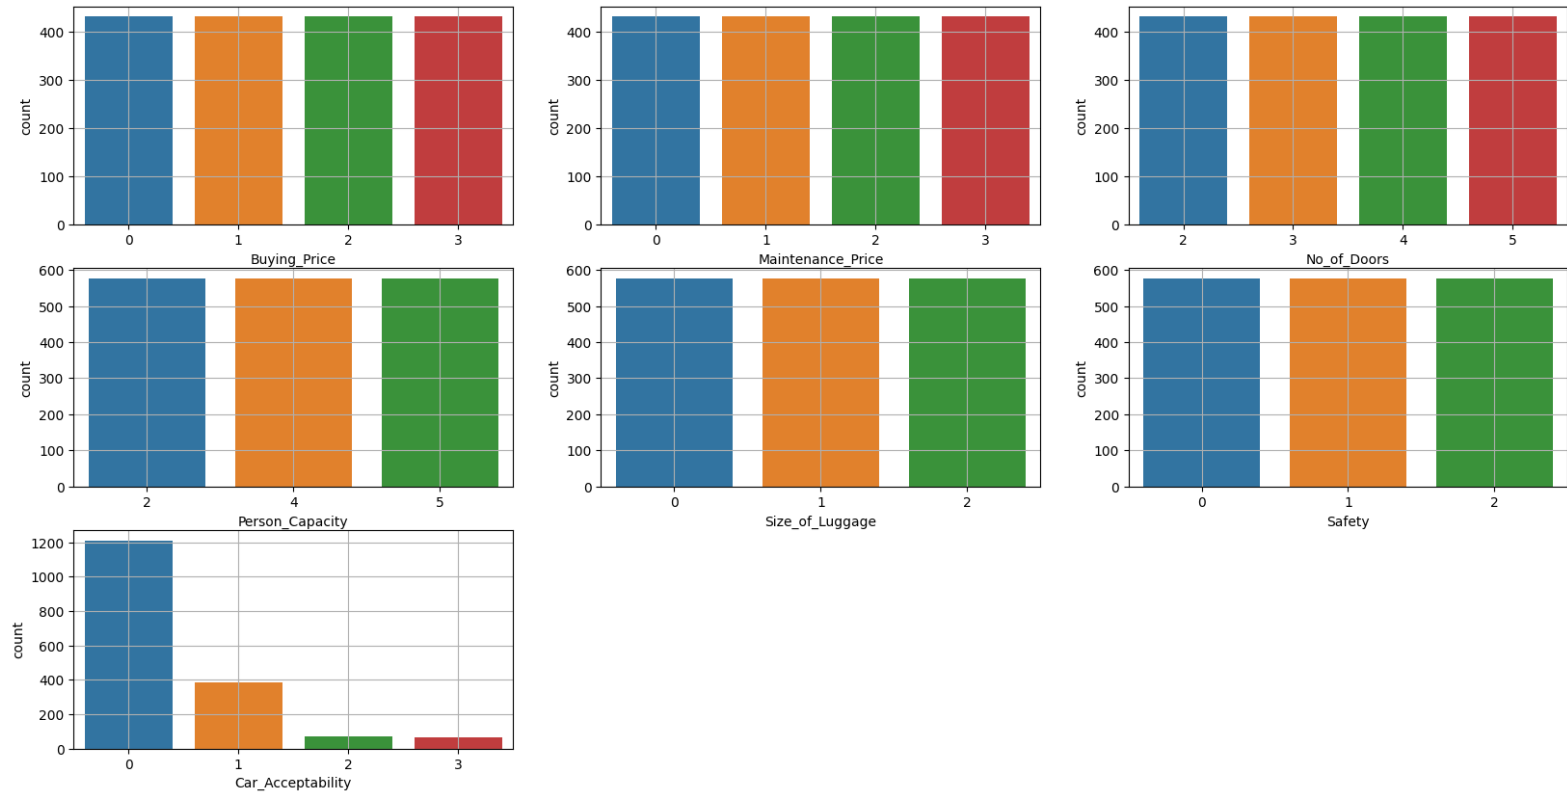 400
300
200
100
0
count
0 1 2 3
Buying_Price
400
300
200
100
0
count
0 1 2 3
Maintenance_Price
400
300
200
100
0
count
2 3 4 5
No_of_Doors
600
500
400
300
200
100
0
count
2 4 5
Person_Capacity
600
500
400
300
200
100
0
count
0 1 2
Size_of_Luggage
600
500
400
300
200
100
0
count
0 1 2
Safety
1200
1000
800
600
400
200
0
count
0 1 2 3
Car_Acceptability